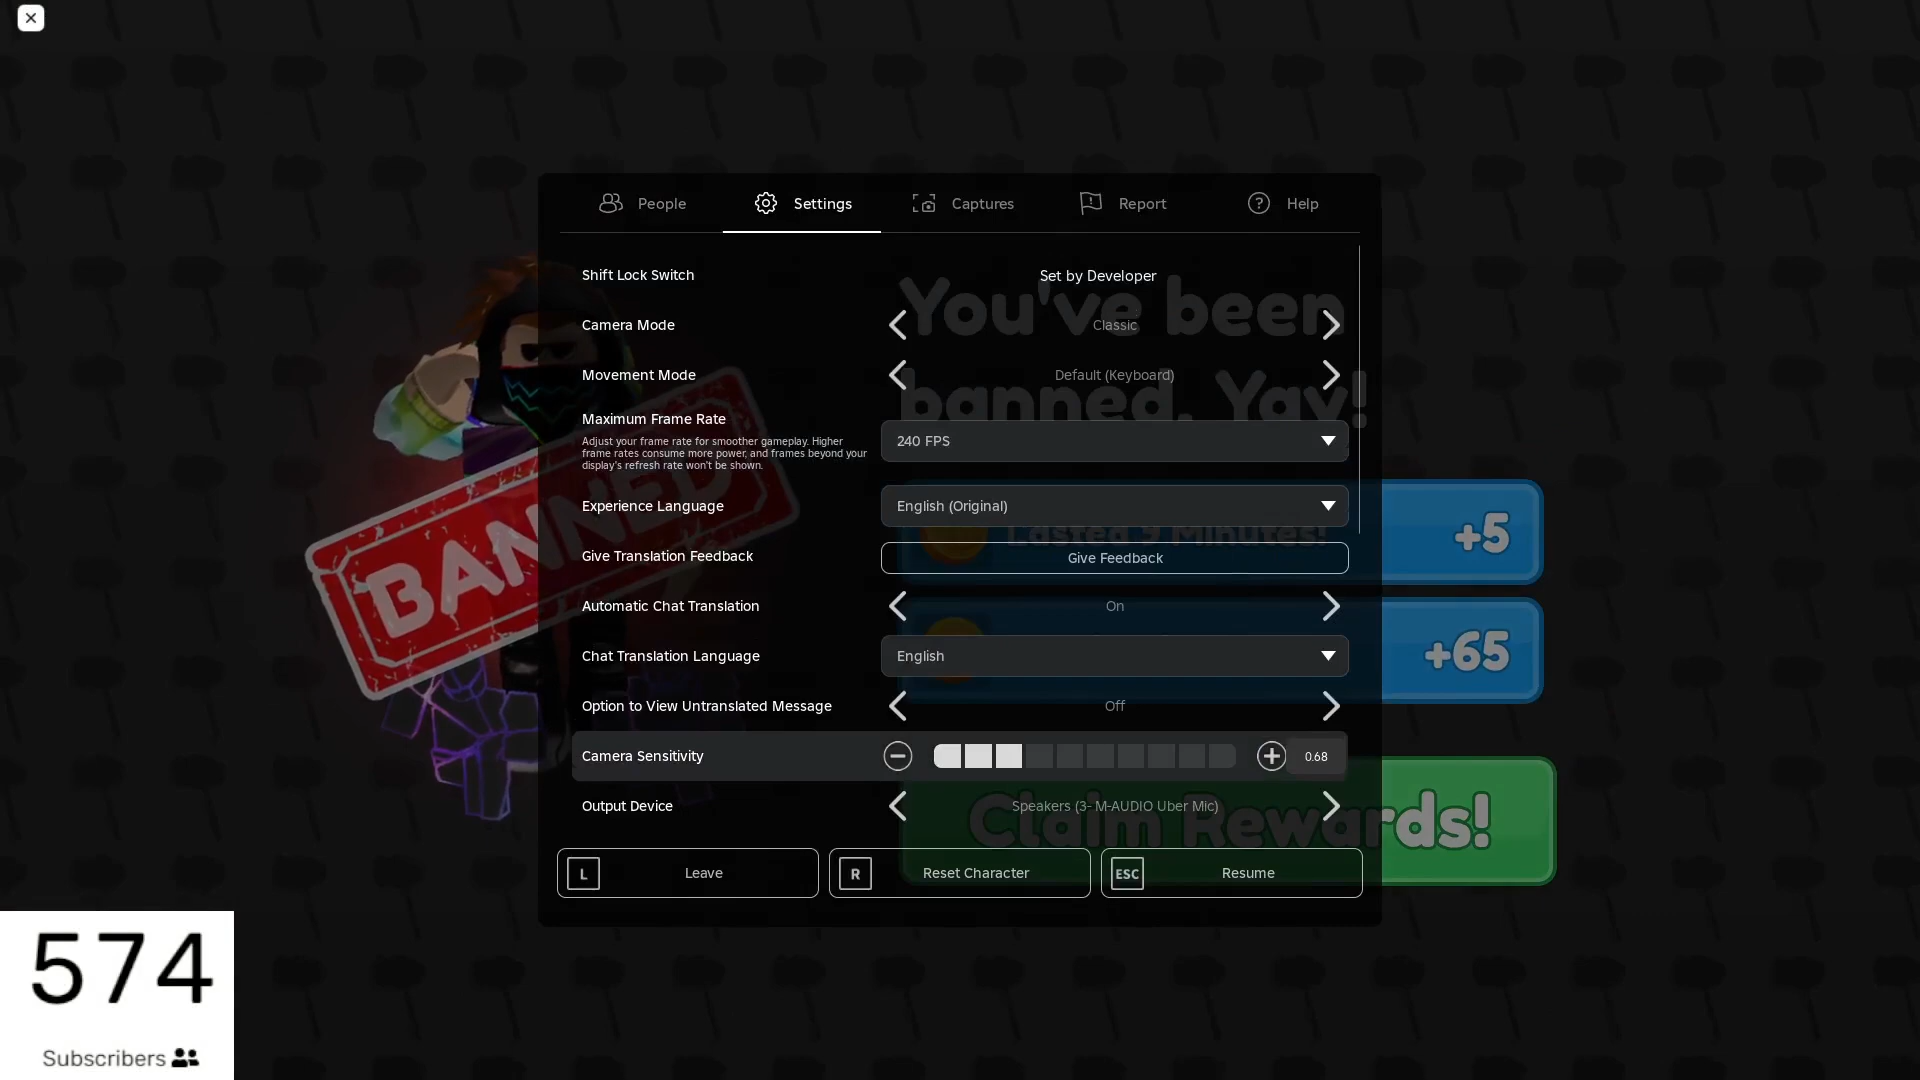 People
Settings
Captures
Report
Help
Shift Lock Switch
Set by Developer
You've been
banned. Yay!
Camera Mode
Classic
Movement Mode
Default (Keyboard)
Maximum Frame Rate
Adjust your frame rate for smoother gameplay. Higher
frame rates consume more power, and frames beyond your
display's refresh rate won't be shown.
240 FPS
BANNED
Experience Language
English (Original)
Lasted 9 Minutes!
+5
Give Translation Feedback
Give Feedback
Automatic Chat Translation
On
Chat Translation Language
English
+65
Option to View Untranslated Message
Off
Camera Sensitivity
0.68
Output Device
Speakers (3- M-AUDIO Uber Mic)
Claim Rewards!
L
Leave
R
Reset Character
ESC
Resume
574
Subscribers